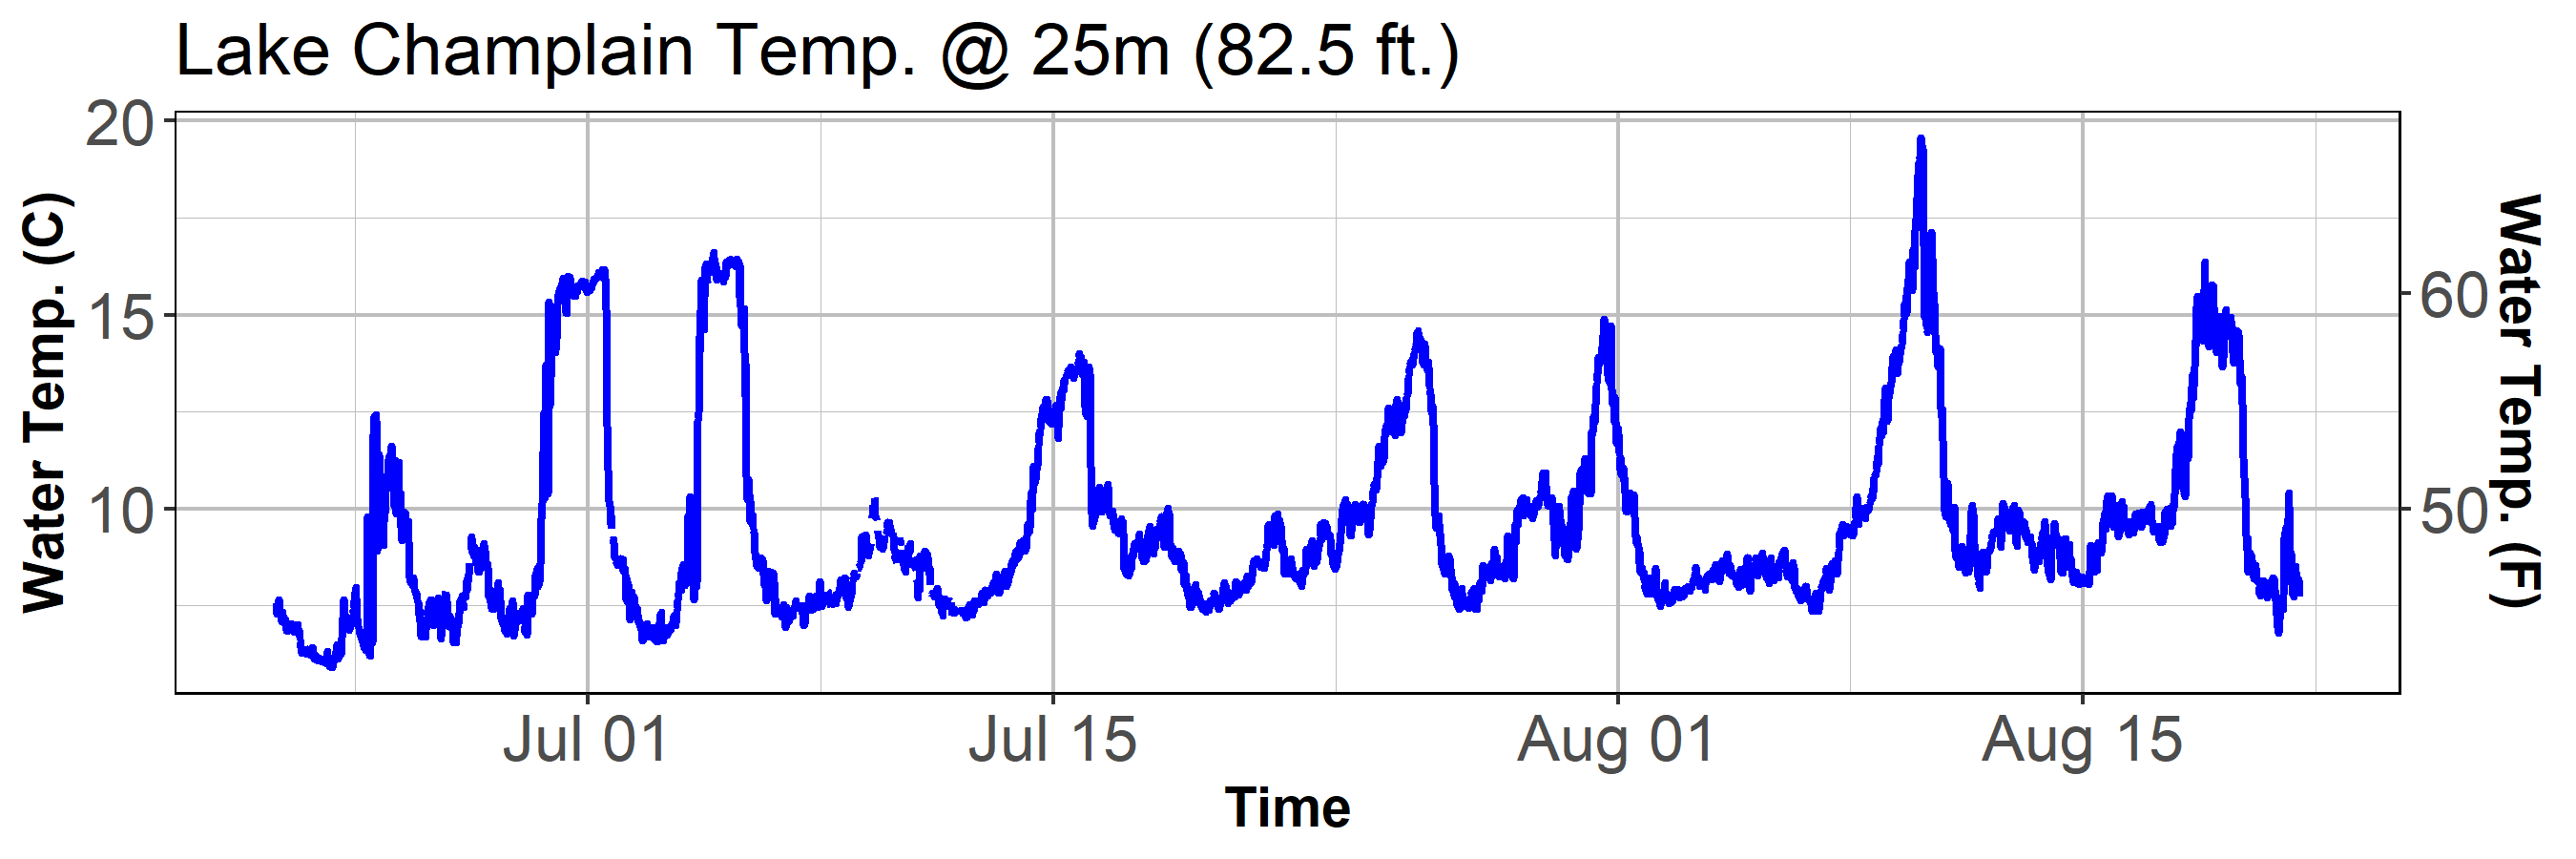 Lake Champlain Temp. @ 25m (82.5 ft.)
20
15
10
Water Temp. (C)
60
50
Water Temp. (F)
Jul 01 Jul 15 Aug 01 Aug 15
Time